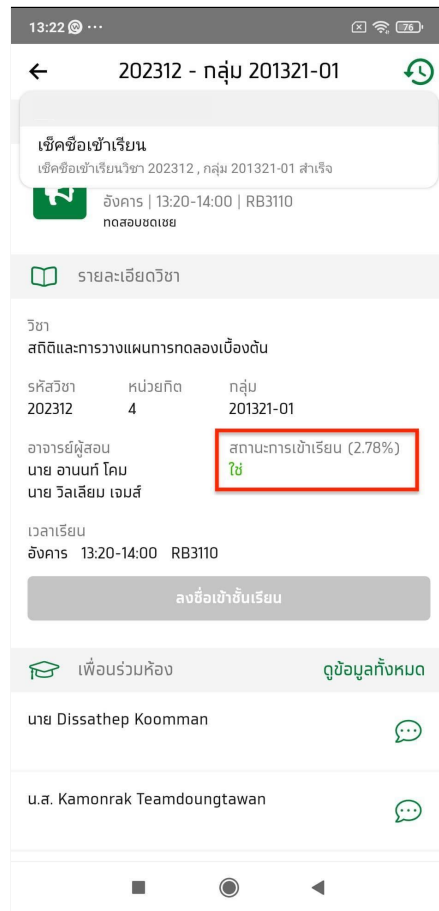 13:22
76
202312 - กลุ่ม 201321-01
เช็คชื่อเข้าเรียน
เช็คชื่อเข้าเรียนวิชา 202312 , กลุ่ม 201321-01 สำเร็จ
อังคาร | 13:20-14:00 | RB3110
ทดสอบชดเชย
รายละเอียดวิชา
วิชา
สถิติและการวางแผนการทดลองเบื้องต้น
รหัสวิชา หน่วยกิต กลุ่ม
202312 4 201321-01
อาจารย์ผู้สอน สถานะการเข้าเรียน (2.78%)
นาย อานนท์ โคม ใช่
นาย วิลเลียม เจมส์
เวลาเรียน
อังคาร 13:20-14:00 RB3110
ลงชื่อเข้าชั้นเรียน
เพื่อนร่วมห้อง ดูข้อมูลทั้งหมด
นาย Dissathep Koomman
น.ส. Kamonrak Teamdoungtawan